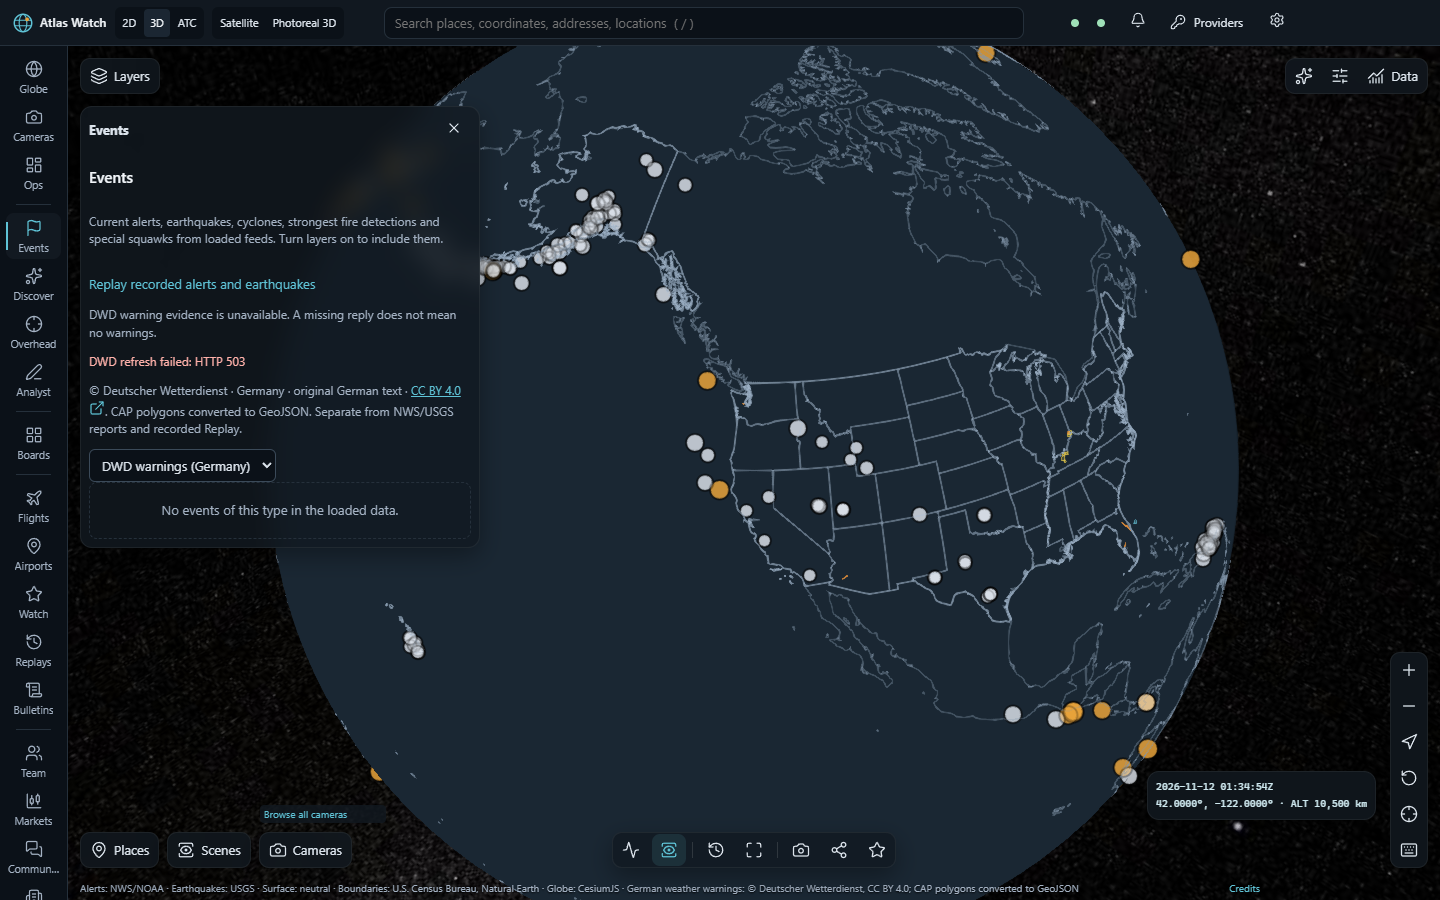 Atlas Watch
2D
3D
ATC
Satellite
Photoreal 3D
Search places, coordinates, addresses, locations ( / )
Providers
Globe
Cameras
Ops
Events
Discover
Overhead
Analyst
Boards
Flights
Airports
Watch
Replays
Bulletins
Team
Markets
Commun...
Layers
Data
Events
Events
Current alerts, earthquakes, cyclones, strongest fire detections and
special squawks from loaded feeds. Turn layers on to include them.
Replay recorded alerts and earthquakes
DWD warning evidence is unavailable. A missing reply does not mean
no warnings.
DWD refresh failed: HTTP 503
© Deutscher Wetterdienst · Germany · original German text · CC BY 4.0
. CAP polygons converted to GeoJSON. Separate from NWS/USGS
reports and recorded Replay.
DWD warnings (Germany)
No events of this type in the loaded data.
2026-11-12 01:34:54Z
42.0000°, -122.0000° · ALT 10,500 km
Browse all cameras
Places
Scenes
Cameras
Alerts: NWS/NOAA · Earthquakes: USGS · Surface: neutral · Boundaries: U.S. Census Bureau, Natural Earth · Globe: CesiumJS · German weather warnings: © Deutscher Wetterdienst, CC BY 4.0; CAP polygons converted to GeoJSON
Credits